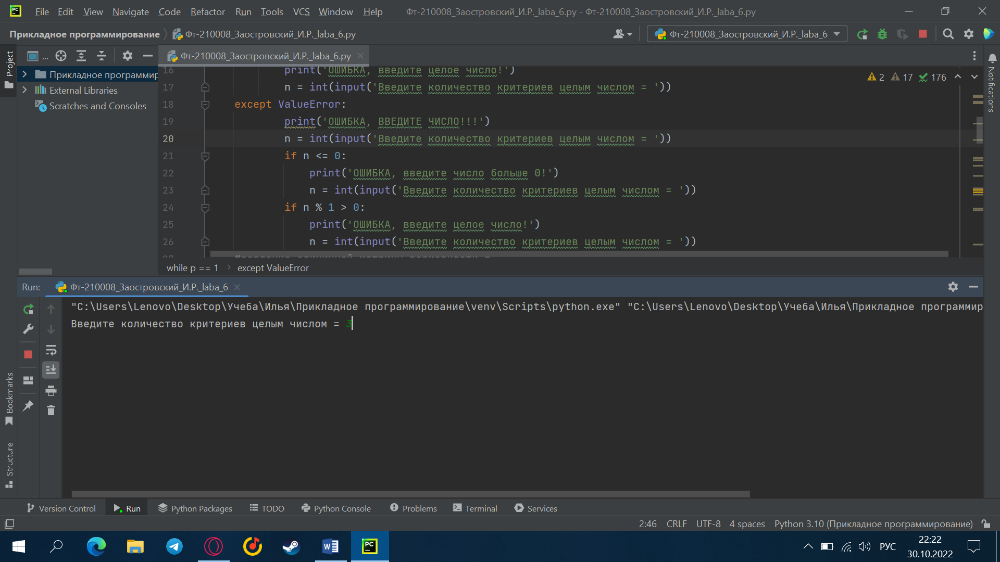 PC File Edit View Navigate Code Refactor Run Tools VCS Window Help Фт-210008_Заостровский_И.Р._laba_6.py - Фт-210008_Заостровский_И.Р._laba_6.py
Прикладное программирование Фт-210008_Заостровский_И.Р._laba_6.py Фт-210008_Заостровский_И.Р._laba_6
Project ... Фт-210008_Заостровский_И.Р._laba_6.py
Прикладное программир
External Libraries
Scratches and Consoles
2 17 176
Notifications
16 print('ОШИБКА, введите целое число!')
17 n = int(input('Введите количество критериев целым числом = '))
18 except ValueError:
19 print('ОШИБКА, ВВЕДИТЕ ЧИСЛО!!!')
20 n = int(input('Введите количество критериев целым числом = '))
21 if n <= 0:
22 print('ОШИБКА, введите число больше 0!')
23 n = int(input('Введите количество критериев целым числом = '))
24 if n % 1 > 0:
25 print('ОШИБКА, введите целое число!')
26 n = int(input('Введите количество критериев целым числом = '))
while p == 1 except ValueError
Run: Фт-210008_Заостровский_И.Р._laba_6
"C:\Users\Lenovo\Desktop\Учеба\Илья\Прикладное программирование\venv\Scripts\python.exe" "C:\Users\Lenovo\Desktop\Учеба\Илья\Прикладное программир
Введите количество критериев целым числом = 3
Bookmarks
Structure
Version Control Run Python Packages TODO Python Console Problems Terminal Services
2:46 CRLF UTF-8 4 spaces Python 3.10 (Прикладное программирование)
PC РУС 22:22
30.10.2022